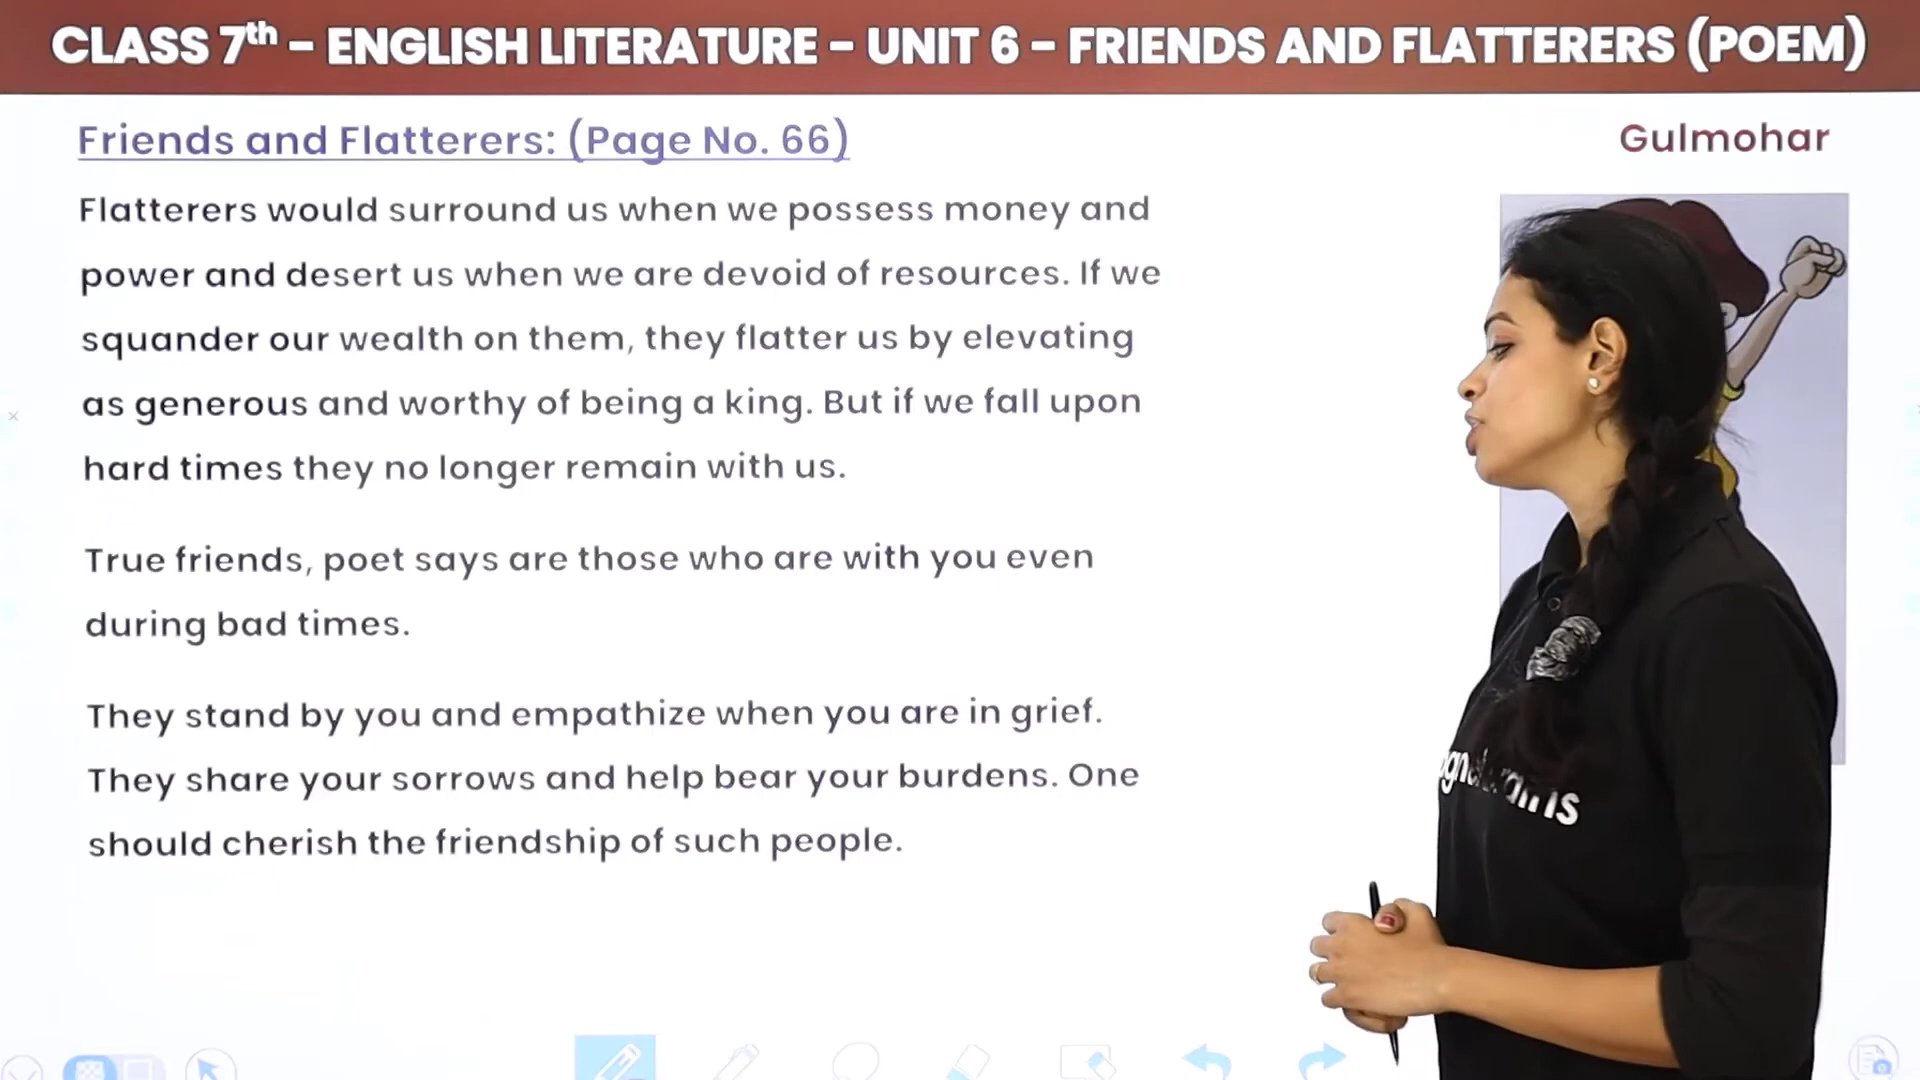 CLASS 7th – ENGLISH LITERATURE – UNIT 6 – FRIENDS AND FLATTERERS (POEM)
Friends and Flatterers: (Page No. 66)
Gulmohar
Flatterers would surround us when we possess money and
power and desert us when we are devoid of resources. If we
squander our wealth on them, they flatter us by elevating
as generous and worthy of being a king. But if we fall upon
hard times they no longer remain with us.
True friends, poet says are those who are with you even
during bad times.
They stand by you and empathize when you are in grief.
They share your sorrows and help bear your burdens. One
should cherish the friendship of such people.